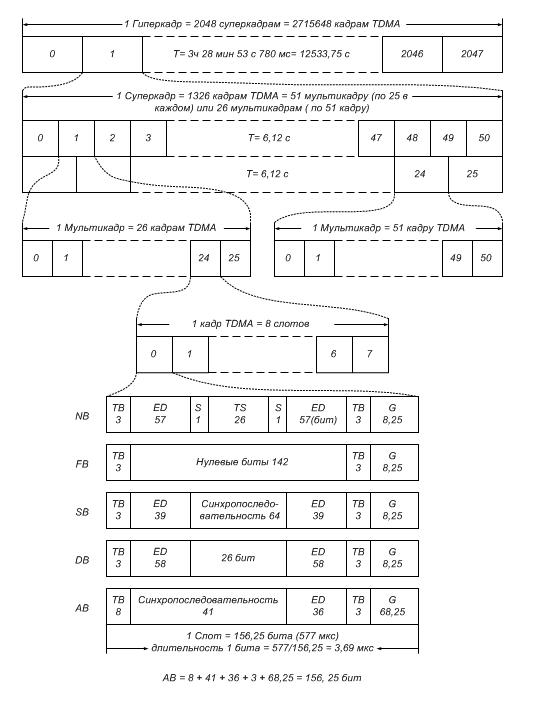 1 Гиперкадр = 2048 суперкадрам = 2715648 кадрам TDMA
0 1 T= 3ч 28 мин 53 с 780 мс= 12533,75 с 2046 2047
1 Суперкадр = 1326 кадрам TDMA = 51 мультикадру (по 25 в
каждом) или 26 мультикадрам ( по 51 кадру)
0 1 2 3 T= 6,12 с 47 48 49 50
T= 6,12 с 24 25
1 Мультикадр = 26 кадрам TDMA 1 Мультикадр = 51 кадру TDMA
0 1 24 25 0 1 49 50
1 кадр TDMA = 8 слотов
0 1 6 7
NB TB ED S TS S ED TB G
3 57 1 26 1 57(бит) 3 8,25
FB TB Нулевые биты 142 TB G
3 3 8,25
SB TB ED Синхропоследо- ED TB G
3 39 вательность 64 39 3 8,25
DB TB ED 26 бит ED TB G
3 58 58 3 8,25
AB TB Синхропоследовательность ED TB G
8 41 36 3 68,25
1 Слот = 156,25 бита (577 мкс)
длительность 1 бита = 577/156,25 = 3,69 мкс
AB = 8 + 41 + 36 + 3 + 68,25 = 156, 25 бит